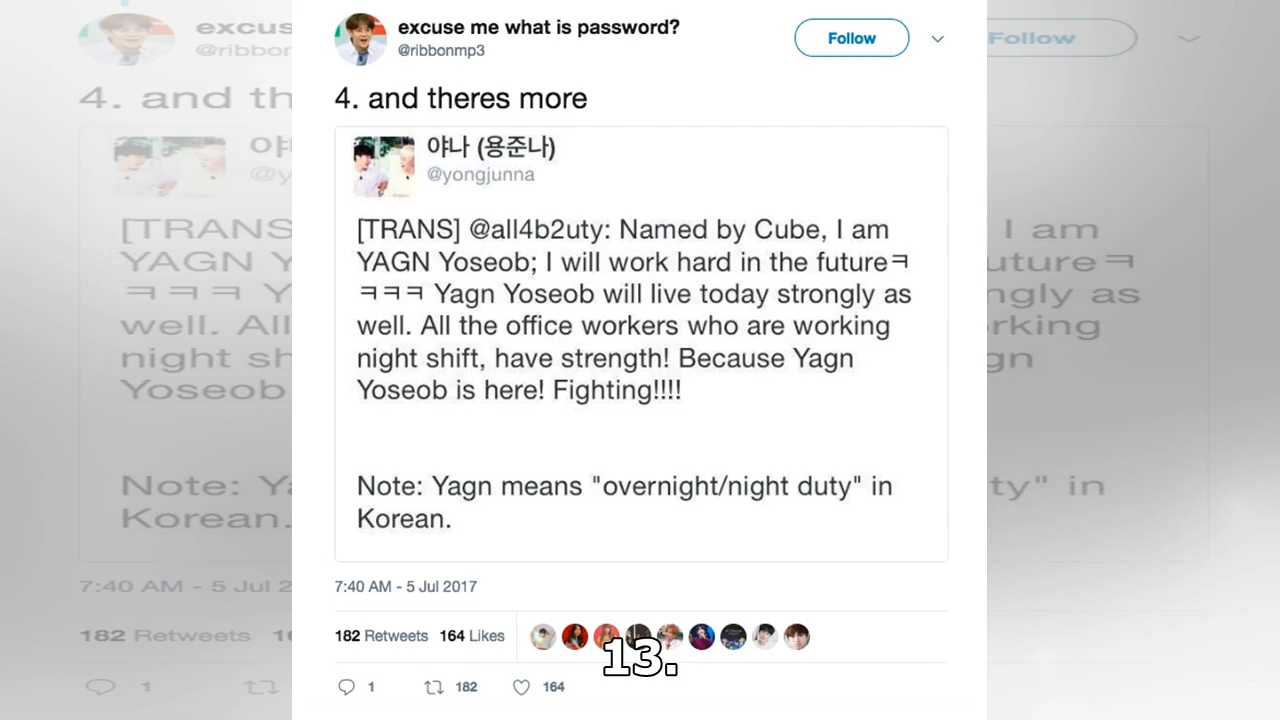 excuse me what is password?
@ribbonmp3
Follow
4. and theres more
야나 (용준나)
@yongjunna
[TRANS] @all4b2uty: Named by Cube, I am
YAGN Yoseob; I will work hard in the futureㅋ
ㅋㅋㅋ Yagn Yoseob will live today strongly as
well. All the office workers who are working
night shift, have strength! Because Yagn
Yoseob is here! Fighting!!!!
Note: Yagn means "overnight/night duty" in
Korean.
7:40 AM - 5 Jul 2017
182 Retweets 164 Likes
13.
1 182 164